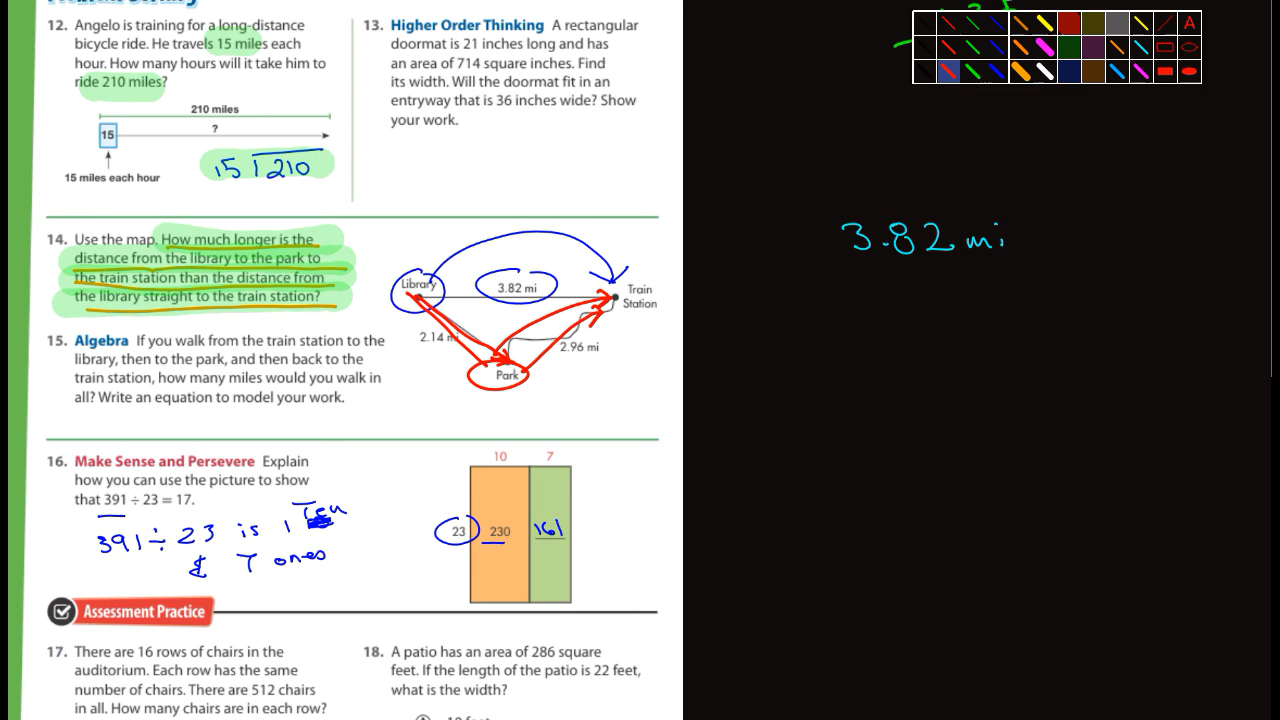 12. Angelo is training for a long-distance
bicycle ride. He travels 15 miles each
hour. How many hours will it take him to
ride 210 miles?
210 miles
?
15
15 miles each hour
15 210
13. Higher Order Thinking A rectangular
doormat is 21 inches long and has
an area of 714 square inches. Find
its width. Will the doormat fit in an
entryway that is 36 inches wide? Show
your work.
14. Use the map. How much longer is the
distance from the library to the park to
the train station than the distance from
the library straight to the train station?
Library
3.82 mi
Train
Station
2.14 mi
2.96 mi
Park
15. Algebra If you walk from the train station to the
library, then to the park, and then back to the
train station, how many miles would you walk in
all? Write an equation to model your work.
16. Make Sense and Persevere Explain
how you can use the picture to show
that 391 ÷ 23 = 17.
391 ÷ 23 is 1 Ten
& 7 ones
10 7
23 230 161
Assessment Practice
17. There are 16 rows of chairs in the
auditorium. Each row has the same
number of chairs. There are 512 chairs
in all. How many chairs are in each row?
18. A patio has an area of 286 square
feet. If the length of the patio is 22 feet,
what is the width?
A
3.82 mi